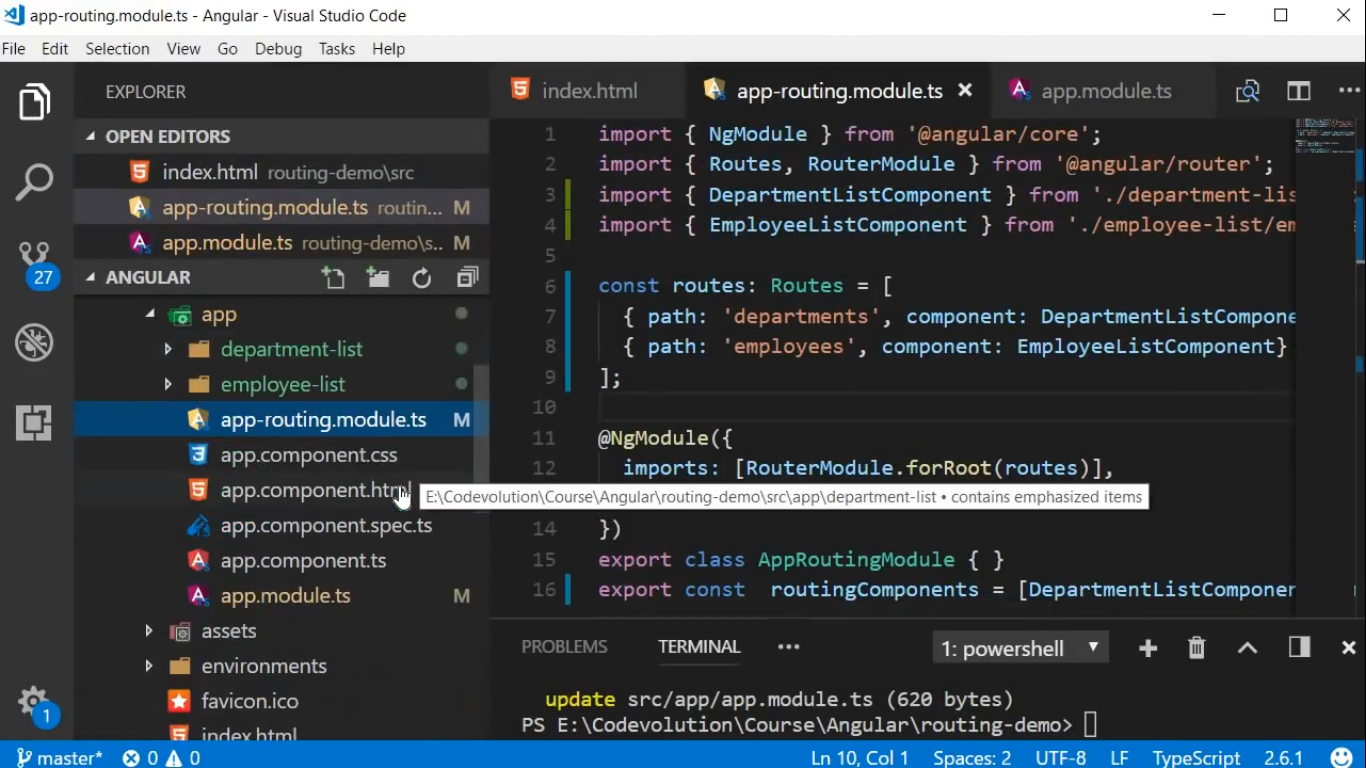 app-routing.module.ts - Angular - Visual Studio Code
File Edit Selection View Go Debug Tasks Help
EXPLORER
OPEN EDITORS
index.html routing-demo\src
app-routing.module.ts routin... M
app.module.ts routing-demo\s.. M
27
ANGULAR
app
department-list
employee-list
app-routing.module.ts M
app.component.css
app.component.html
app.component.spec.ts
app.component.ts
app.module.ts M
assets
environments
favicon.ico
index.html
1
index.html app-routing.module.ts app.module.ts
1 import { NgModule } from '@angular/core';
2 import { Routes, RouterModule } from '@angular/router';
3 import { DepartmentListComponent } from './department-lis
4 import { EmployeeListComponent } from './employee-list/em
5
6 const routes: Routes = [
7 { path: 'departments', component: DepartmentListCompone
8 { path: 'employees', component: EmployeeListComponent}
9 ];
10
11 @NgModule({
12 imports: [RouterModule.forRoot(routes)],
E:\Codevolution\Course\Angular\routing-demo\src\app\department-list • contains emphasized items
14 })
15 export class AppRoutingModule { }
16 export const routingComponents = [DepartmentListComponen
PROBLEMS TERMINAL ••• 1: powershell
update src/app/app.module.ts (620 bytes)
PS E:\Codevolution\Course\Angular\routing-demo>
master* 0 0 Ln 10, Col 1 Spaces: 2 UTF-8 LF TypeScript 2.6.1